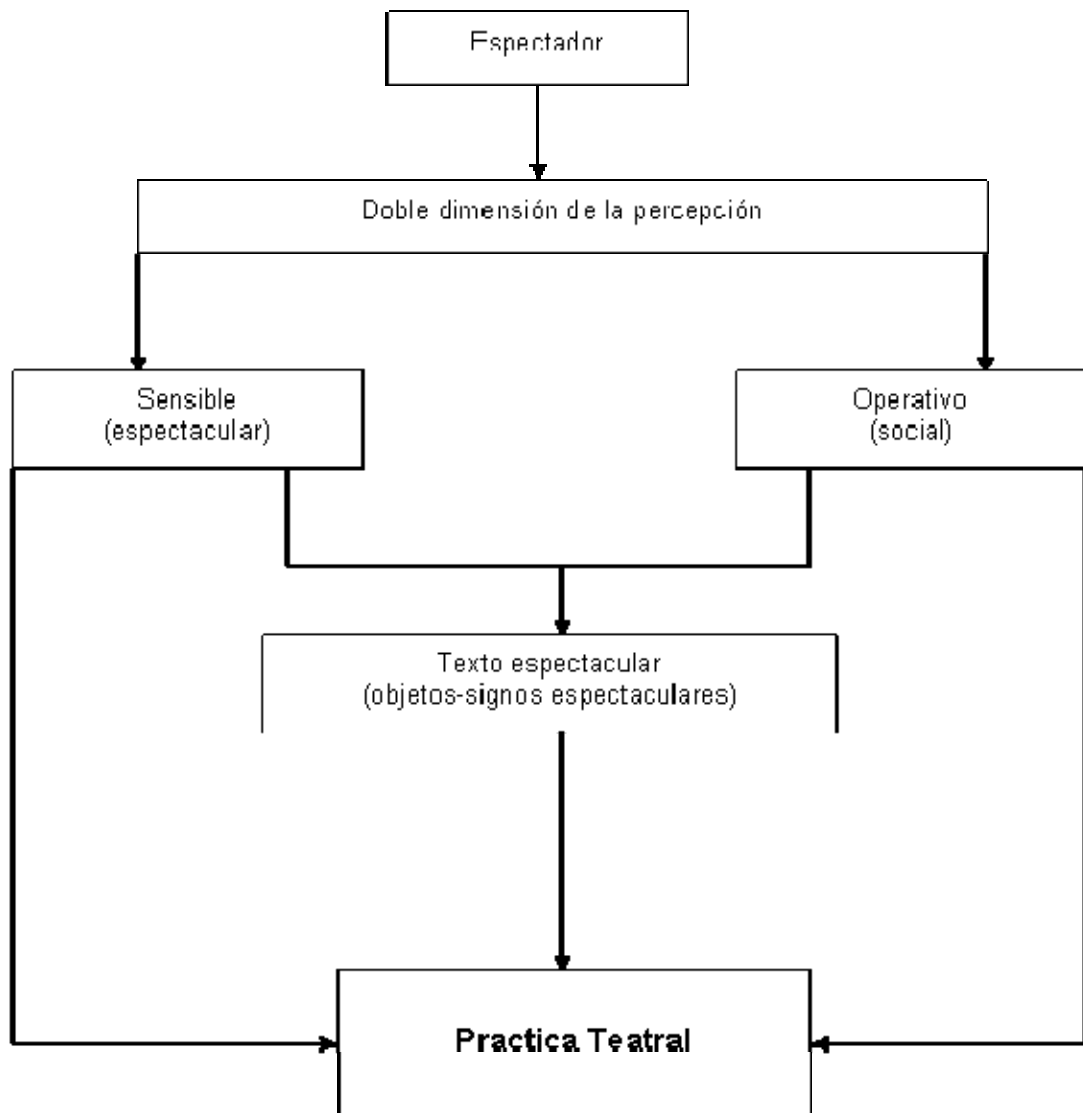 Espectador
Doble dimensión de la percepción
Sensible
(espectacular)
Operativo
(social)
Texto espectacular
(objetos-signos espectaculares)
Practica Teatral